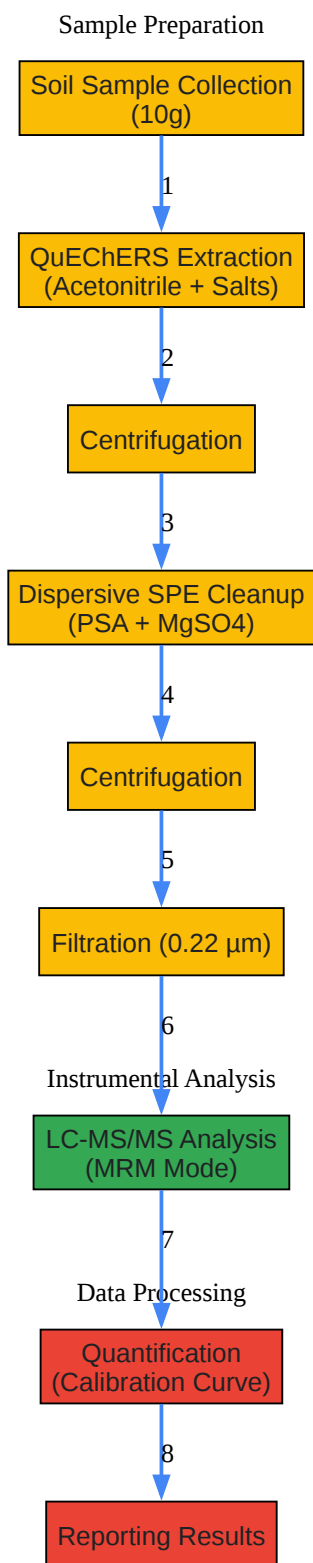 Sample Preparation
Soil Sample Collection
(10g)
1
QuEChERS Extraction
(Acetonitrile + Salts)
2
Centrifugation
3
Dispersive SPE Cleanup
(PSA + MgSO4)
4
Centrifugation
5
Filtration (0.22 µm)
6
Instrumental Analysis
LC-MS/MS Analysis
(MRM Mode)
7
Data Processing
Quantification
(Calibration Curve)
8
Reporting Results